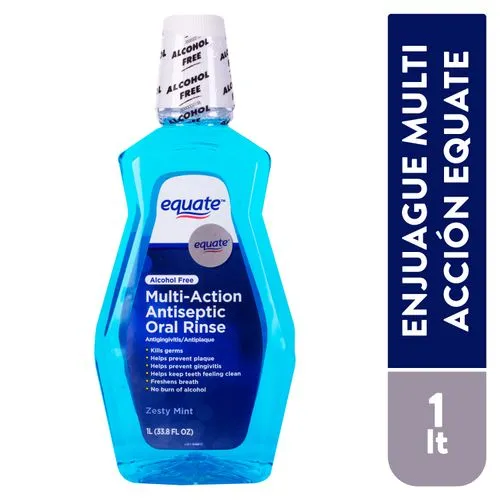 ALCOHOL
FREE
ALCOHOL
FREE
equate™
equate
Alcohol Free
Multi-Action
Antiseptic
Oral Rinse
Antigingivitis/Antiplaque
• Kills germs
• Helps prevent plaque
• Helps prevent gingivitis
• Helps keep teeth feeling clean
• Freshens breath
• No burn of alcohol
Zesty Mint
1L (33.8 FL OZ)
ENJUAGUE MULTI
ACCIÓN EQUATE
1
lt